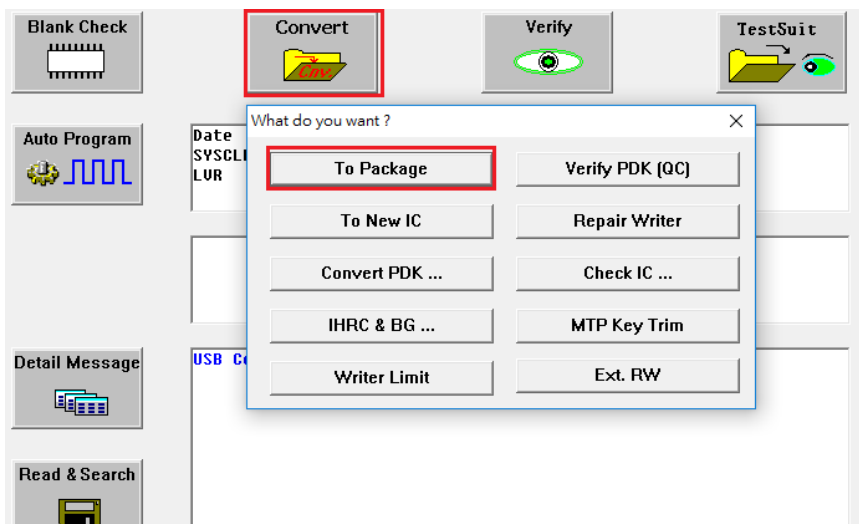 Blank Check
Convert
Verify
TestSuit
Cnv.
What do you want ?
Auto Program
Date
LVR
To Package
Verify PDK (QC)
To New IC
Repair Writer
Convert PDK ...
Check IC ...
IHRC & BG ...
MTP Key Trim
Detail Message
USB
Writer Limit
Ext. RW
Read & Search